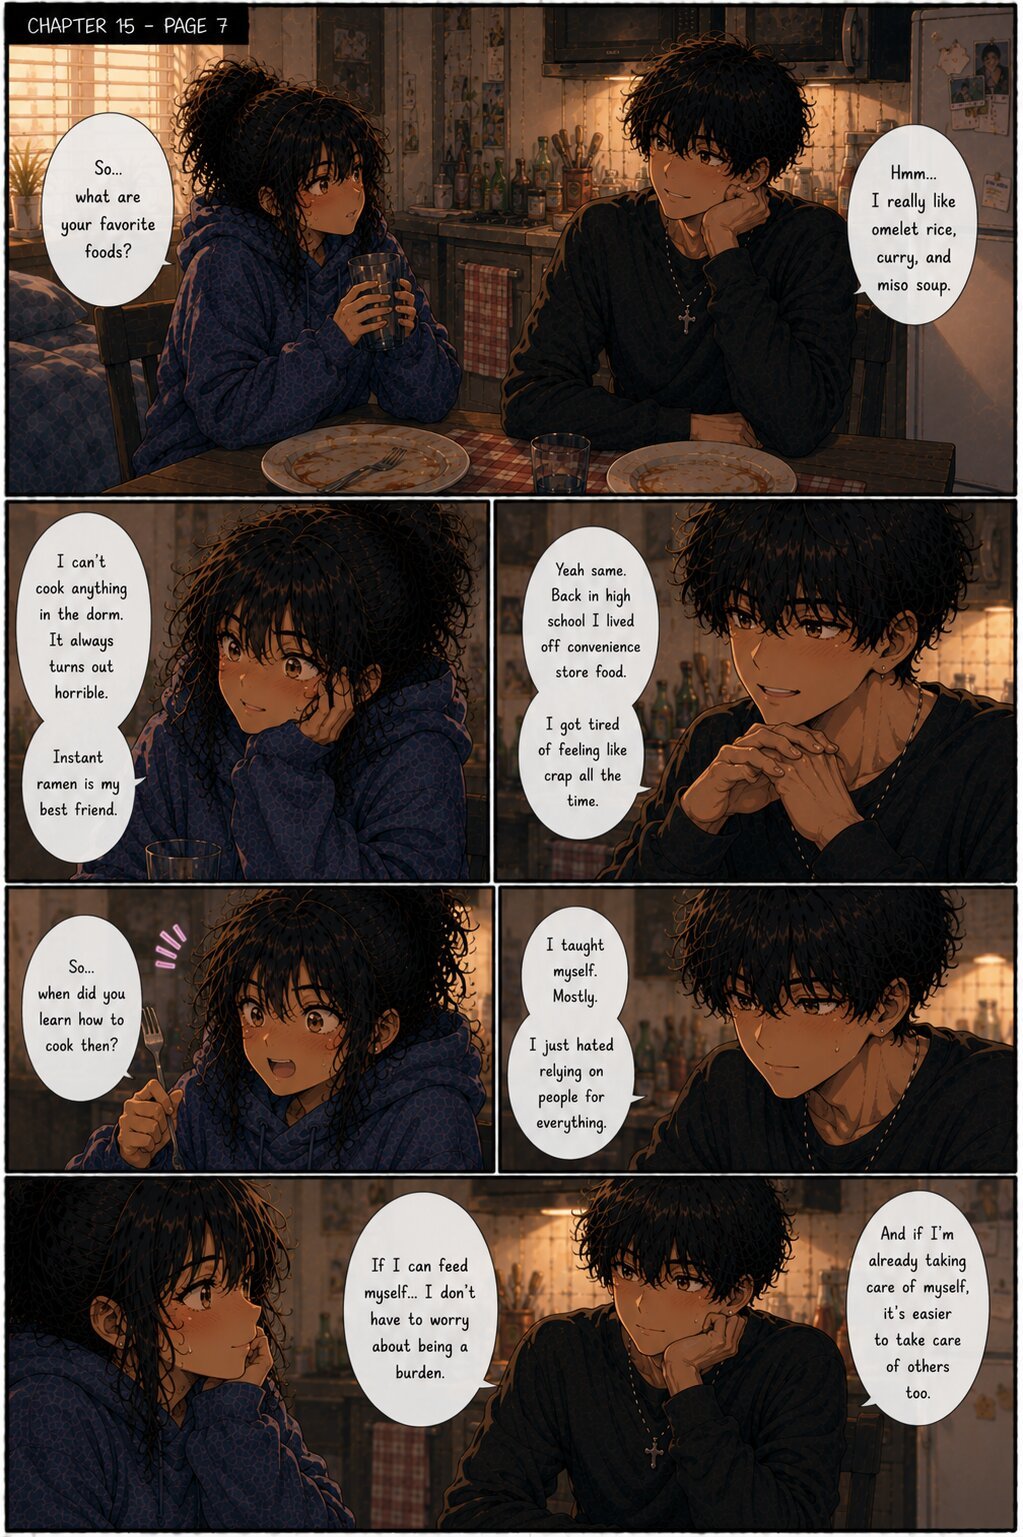 CHAPTER 15 – PAGE 7
So...
what are
your favorite
foods?
Hmm...
I really like
omelet rice,
curry, and
miso soup.
I can't
cook anything
in the dorm.
It always
turns out
horrible.
Instant
ramen is my
best friend.
Yeah same.
Back in high
school I lived
off convenience
store food.
I got tired
of feeling like
crap all the
time.
So...
when did you
learn how to
cook then?
I taught
myself.
Mostly.
I just hated
relying on
people for
everything.
If I can feed
myself... I don't
have to worry
about being a
burden.
And if I'm
already taking
care of myself,
it's easier
to take care
of others
too.